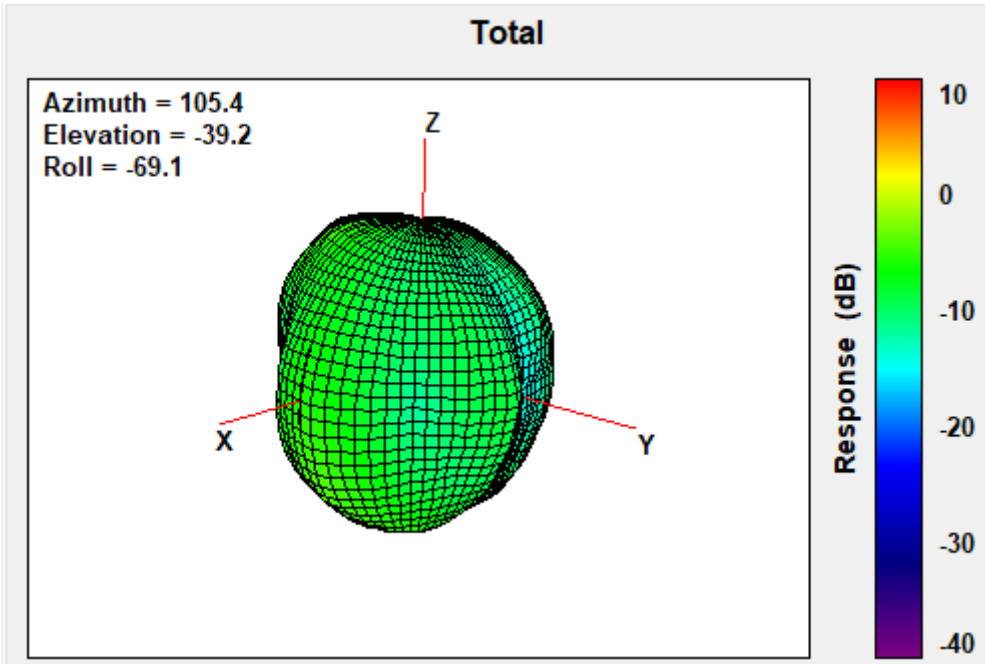 Total
Azimuth = 105.4
Elevation = -39.2
Roll = -69.1
Z
X
Y
Response (dB)
10
0
-10
-20
-30
-40